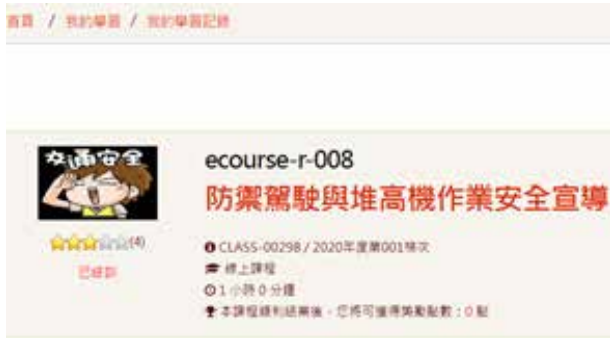 首頁 / 我的學習 / 我的學習記錄
交通安全
ecourse-r-008
防禦駕駛與堆高機作業安全宣導
(4)
CLASS-00298 / 2020年度第001梯次
已結訓
線上課程
1 小時 0 分鐘
本課程順利結業後，您將可獲得獎勵點數：0 點